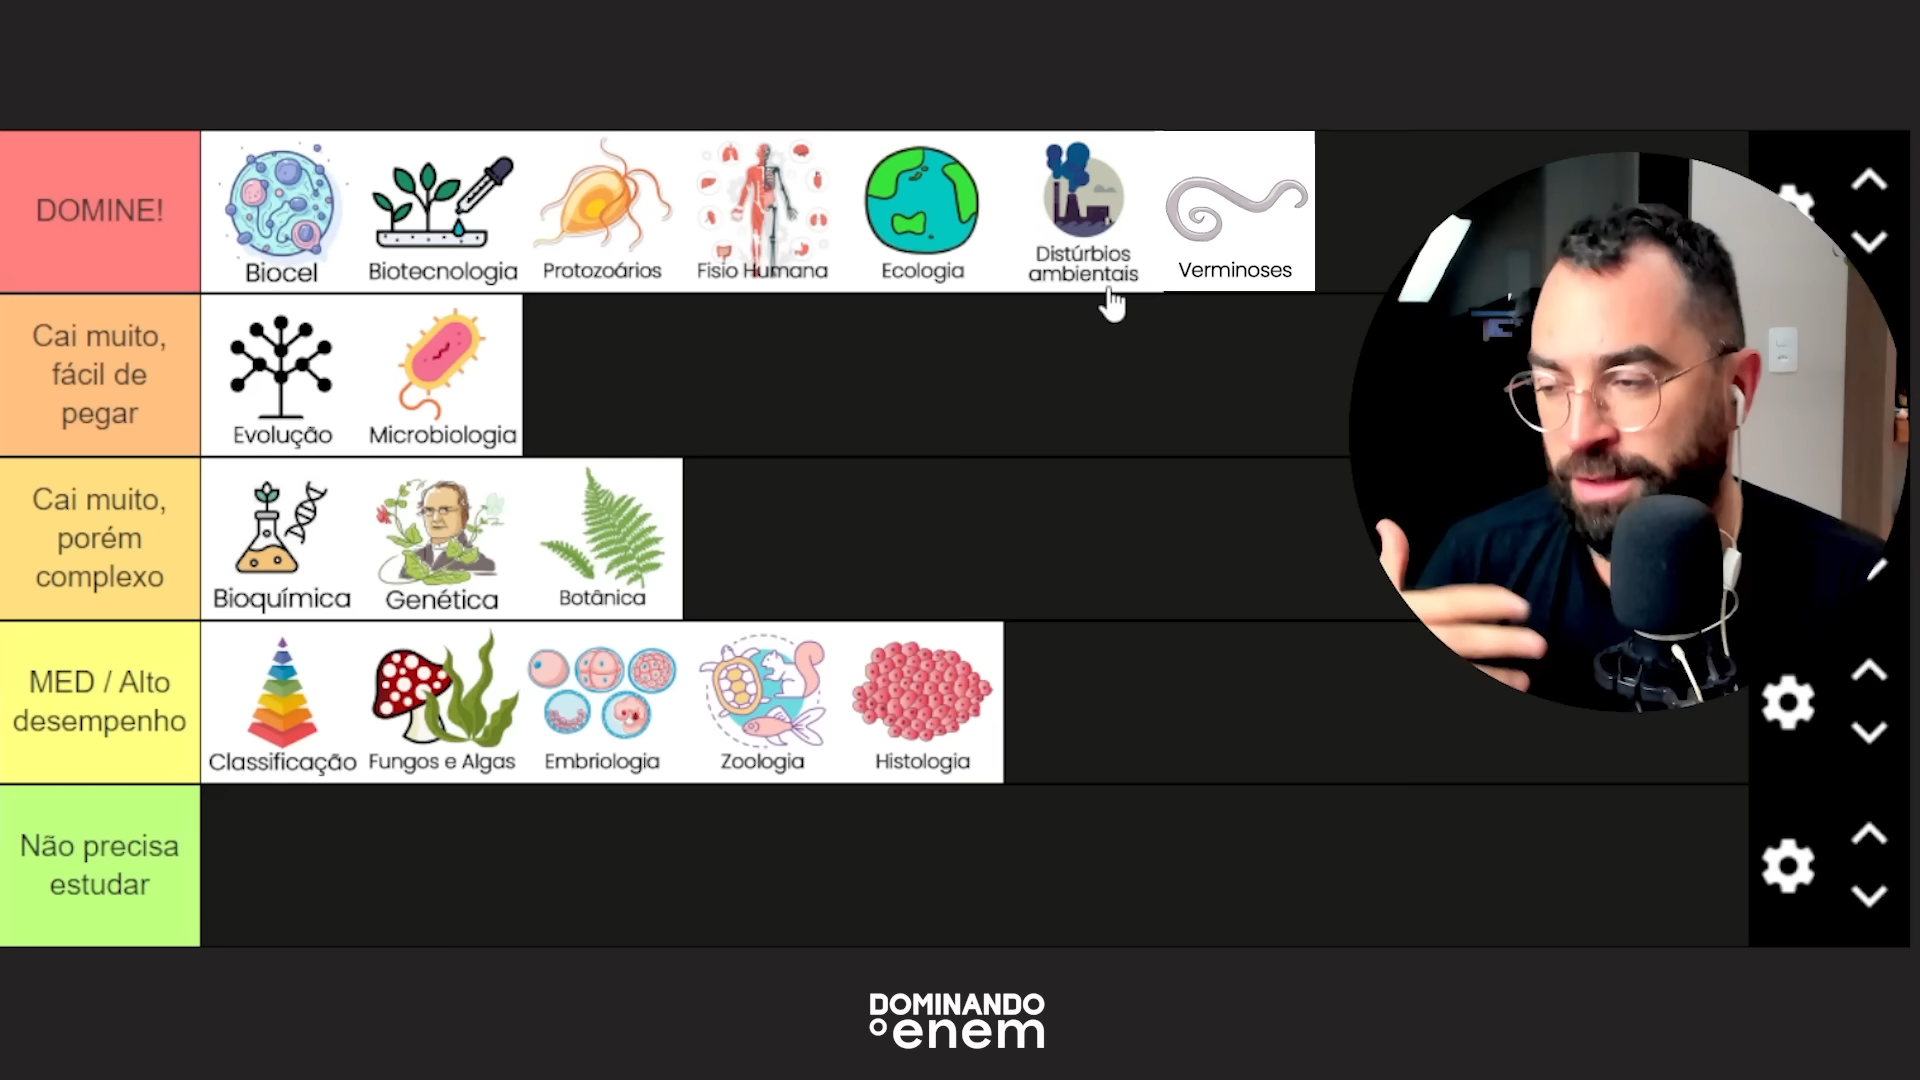 DOMINE!
Biocel
Biotecnologia
Protozoários
Fisio Humana
Ecologia
Distúrbios
ambientais
Verminoses
Cai muito,
fácil de
pegar
Evolução
Microbiologia
Cai muito,
porém
complexo
Bioquímica
Genética
Botânica
MED / Alto
desempenho
Classificação
Fungos e Algas
Embriologia
Zoologia
Histologia
Não precisa
estudar
DOMINANDO
o enem